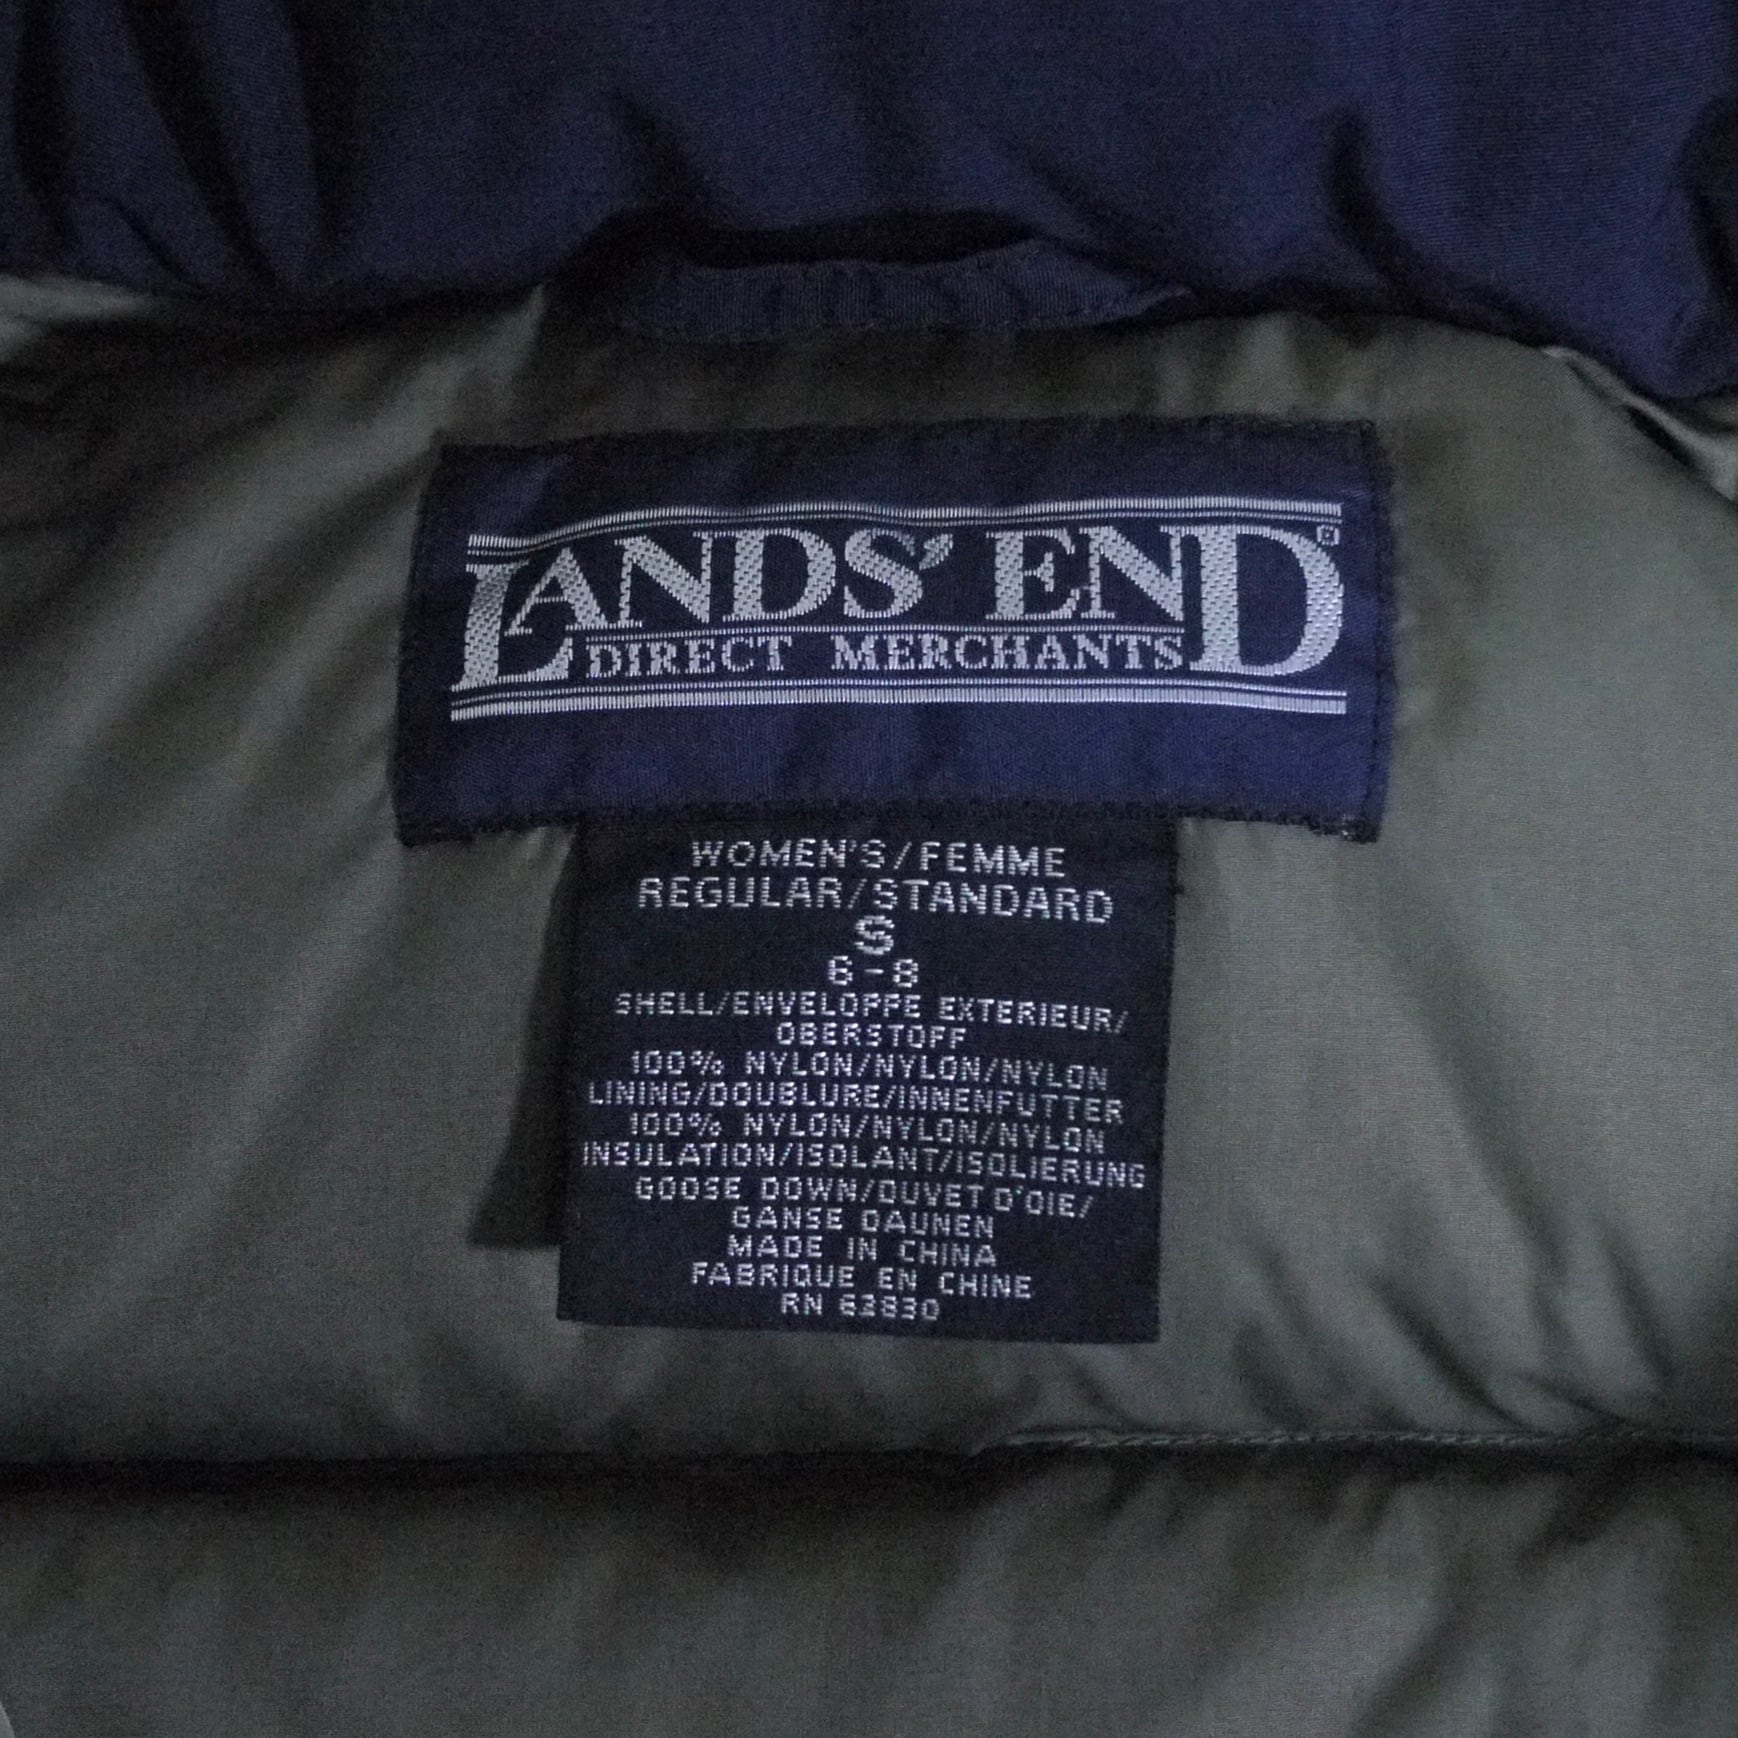 LANDS' END®
DIRECT MERCHANTS
WOMEN'S/FEMME
REGULAR/STANDARD
S
6-8
SHELL/ENVELOPPE EXTERIEUR/
OBERSTOFF
100% NYLON/NYLON/NYLON
LINING/DOUBLURE/INNENFUTTER
100% NYLON/NYLON/NYLON
INSULATION/ISOLANT/ISOLIERUNG
GOOSE DOWN/DUVET D'OIE/
GANSE DAUNEN
MADE IN CHINA
FABRIQUE EN CHINE
RN 62830